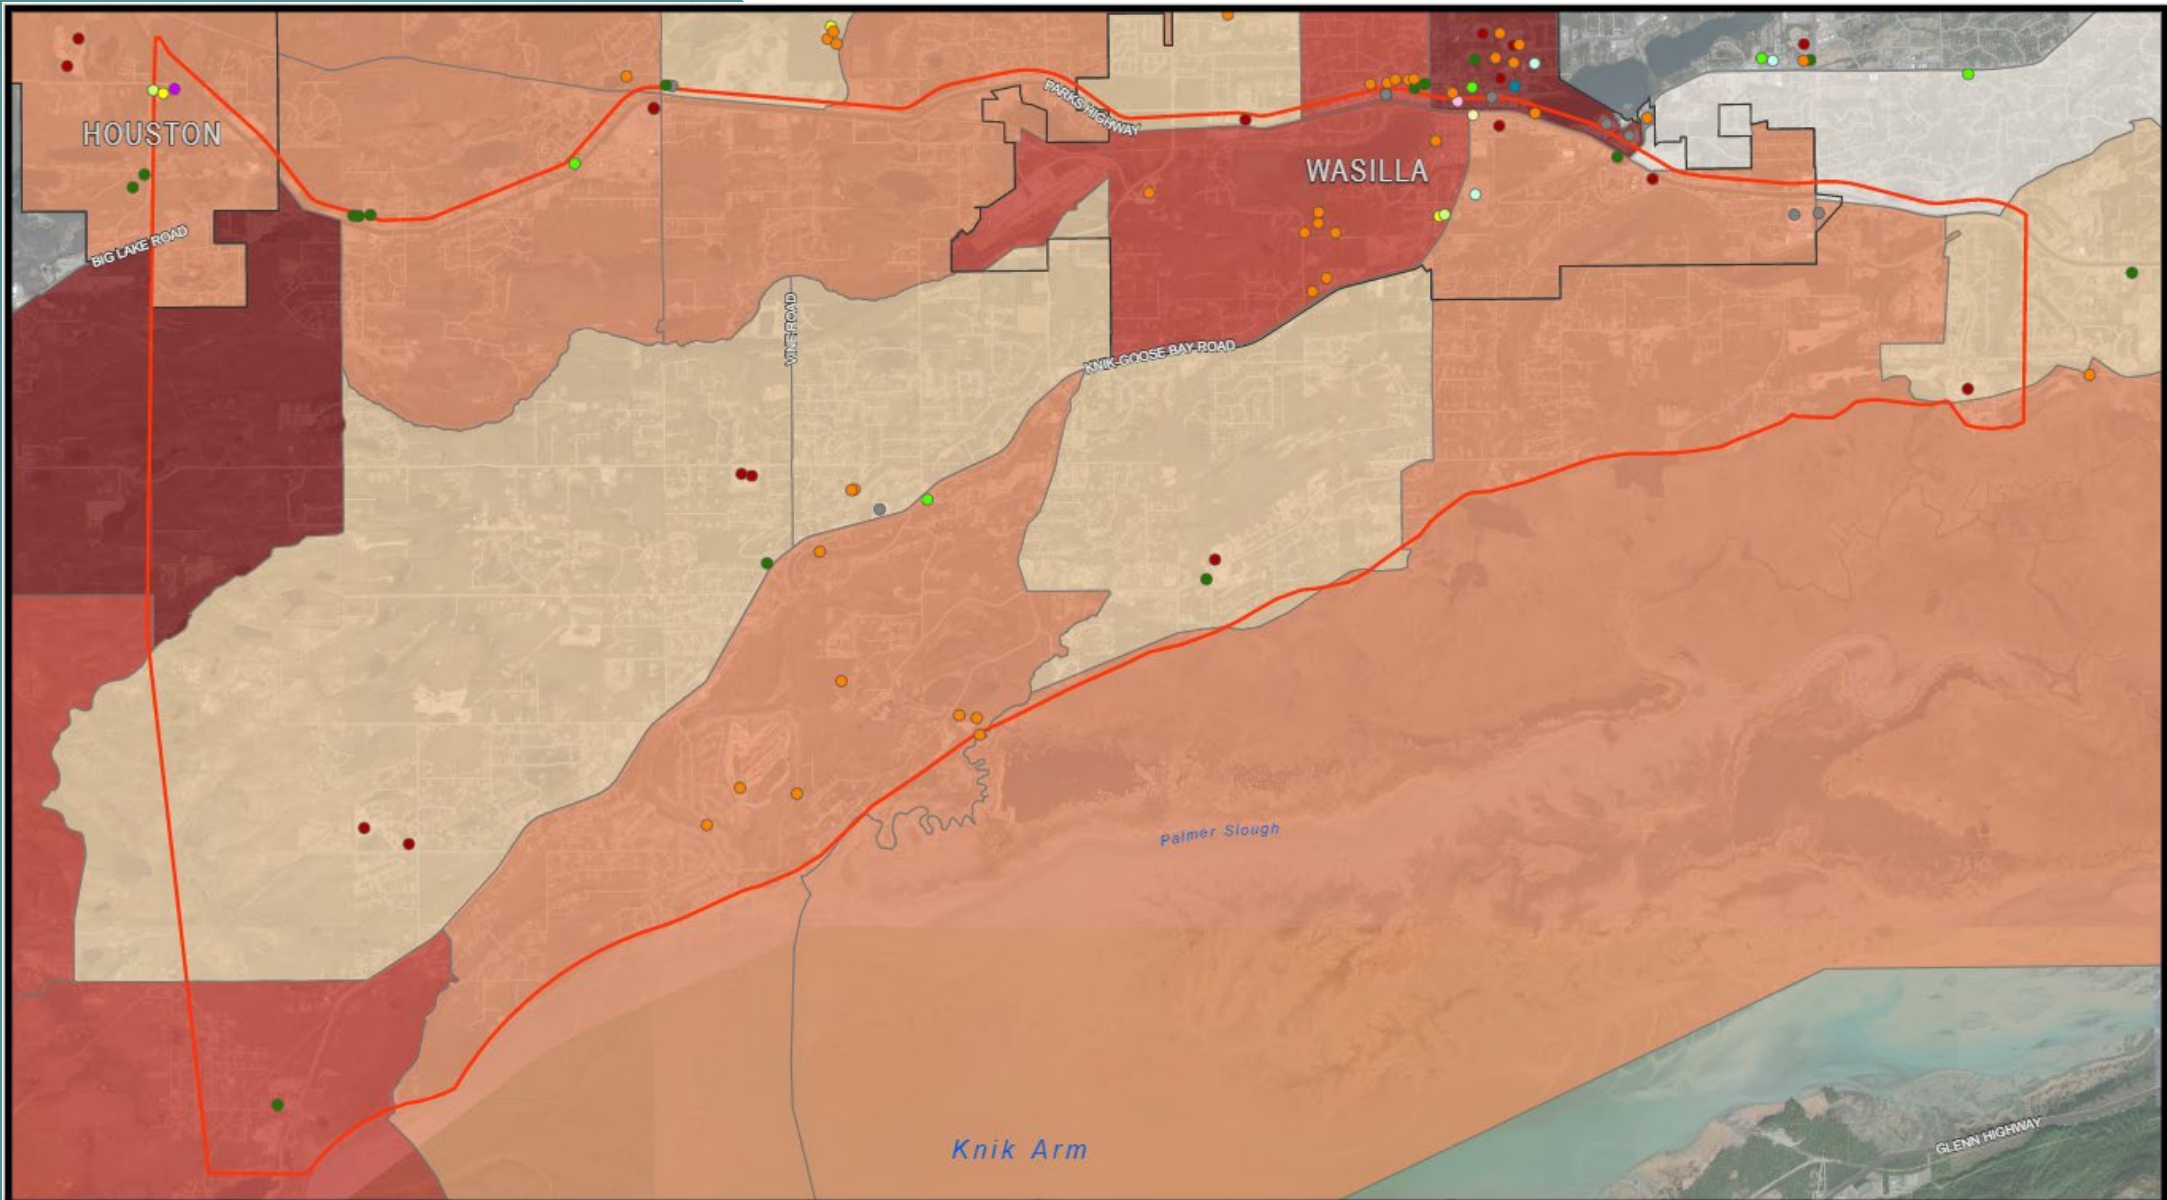 PARKS HIGHWAY
HOUSTON
WASILLA
BIG LAKE ROAD
VINE ROAD
KNIK-GOOSE BAY ROAD
Palmer Slough
Knik Arm
GLENN HIGHWAY